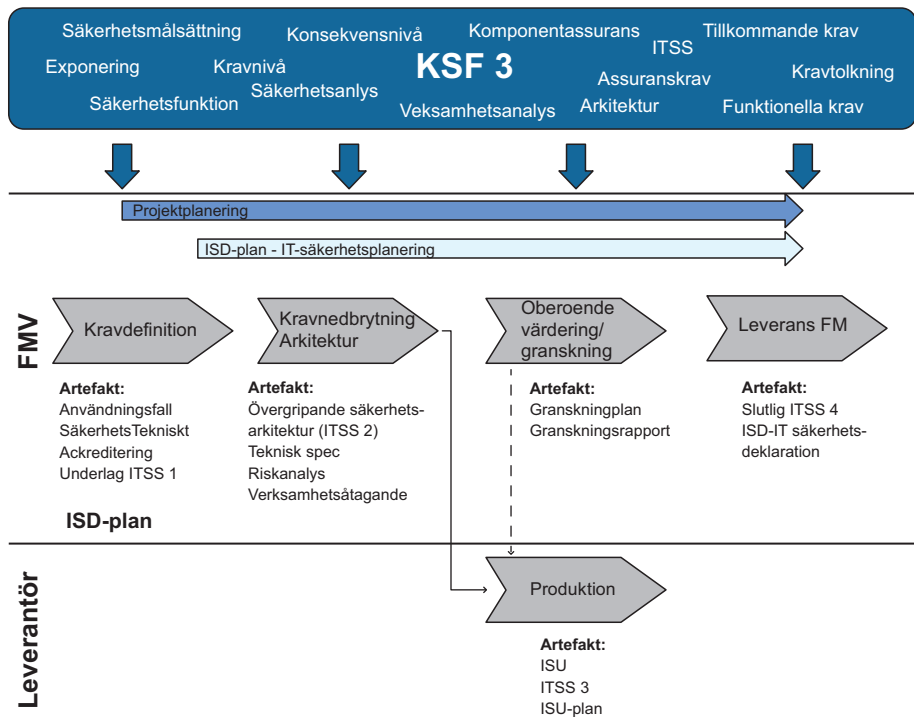 Säkerhetsmålsättning
Konsekvensnivå
Komponentassurans
ITSS
Tillkommande krav
Exponering
Kravnivå
KSF 3
Assuranskrav
Kravtolkning
Säkerhetsfunktion
Säkerhetsanlys
Veksamhetsanalys
Arkitektur
Funktionella krav
Projektplanering
ISD-plan - IT-säkerhetsplanering
FMV
Kravdefinition
Artefakt:
Användningsfall
SäkerhetsTekniskt
Ackreditering
Underlag ITSS 1
ISD-plan
Kravnedbrytning
Arkitektur
Artefakt:
Övergripande säkerhets-
arkitektur (ITSS 2)
Teknisk spec
Riskanalys
Verksamhetsåtagande
Oberoende
värdering/
granskning
Artefakt:
Granskningplan
Granskningsrapport
Leverans FM
Artefakt:
Slutlig ITSS 4
ISD-IT säkerhets-
deklaration
Leverantör
Produktion
Artefakt:
ISU
ITSS 3
ISU-plan